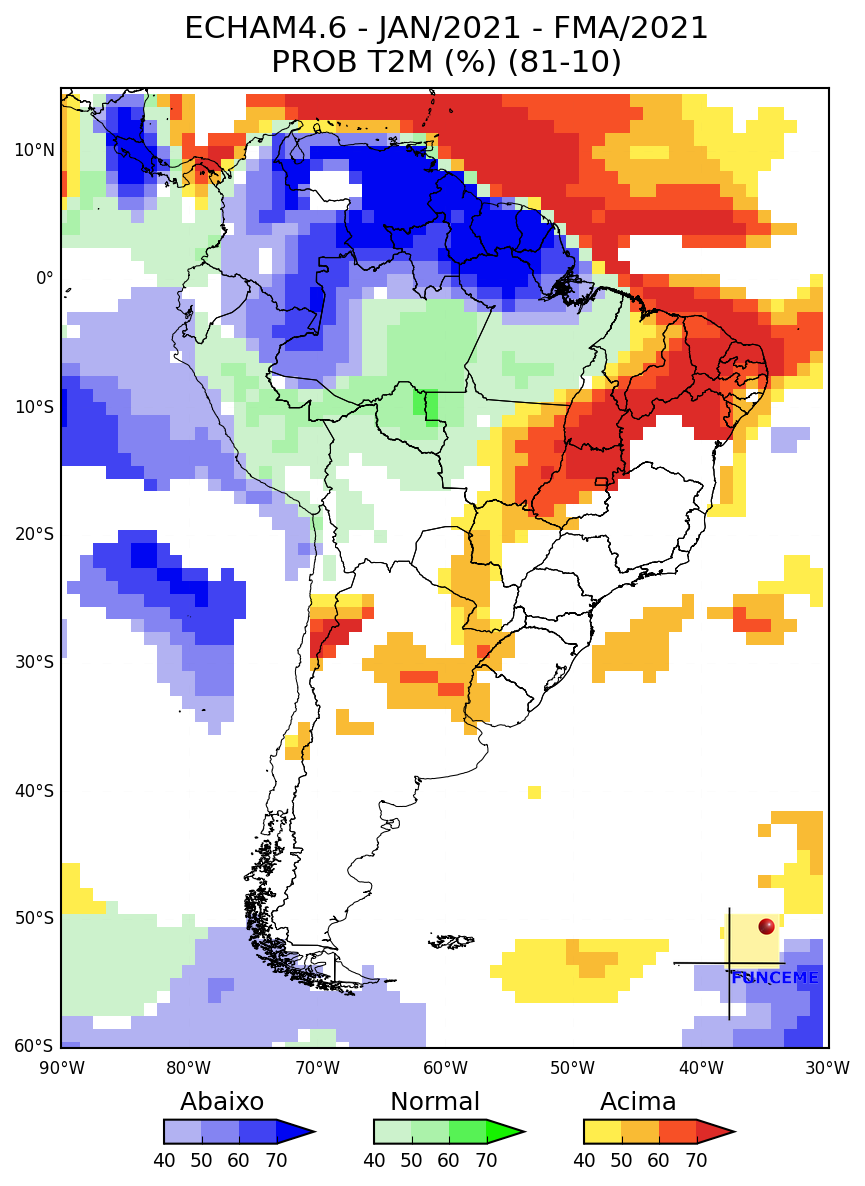 ECHAM4.6 - JAN/2021 - FMA/2021
PROB T2M (%) (81-10)
10°N
0°
10°S
20°S
30°S
40°S
50°S
60°S
90°W 80°W 70°W 60°W 50°W 40°W 30°W
FUNCEME
Abaixo Normal Acima
40 50 60 70 40 50 60 70 40 50 60 70